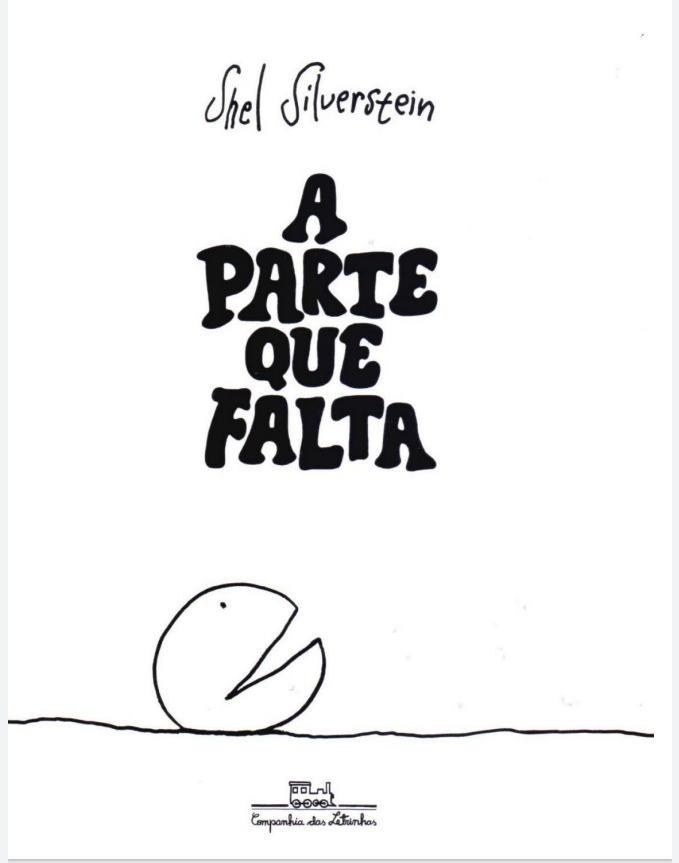 Shel Silverstein
A
PARTE
QUE
FALTA
Companhia das Letrinhas